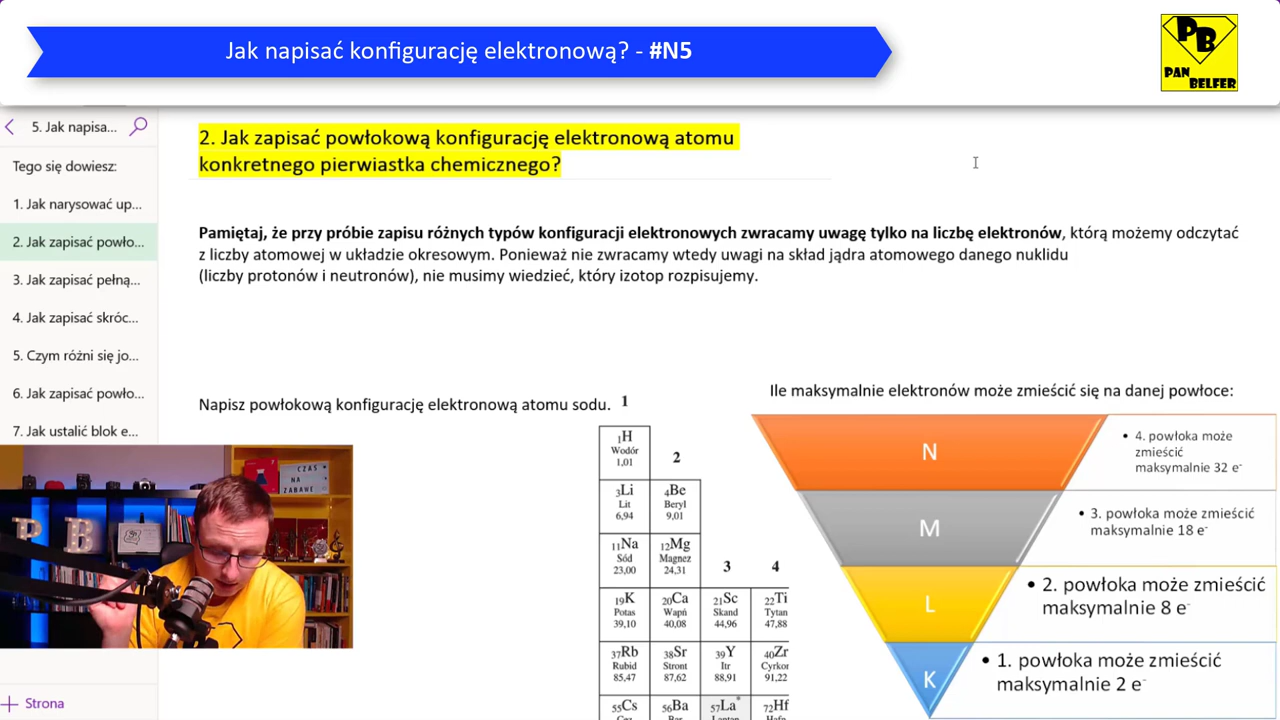 Jak napisać konfigurację elektronową? - #N5
PB
PAN
BELFER
5. Jak napisa...
Tego się dowiesz:
1. Jak narysować up...
2. Jak zapisać powło...
3. Jak zapisać pełną...
4. Jak zapisać skróc...
5. Czym różni się jo...
6. Jak zapisać powło...
7. Jak ustalić blok e...
Strona
2. Jak zapisać powłokową konfigurację elektronową atomu
konkretnego pierwiastka chemicznego?
Pamiętaj, że przy próbie zapisu różnych typów konfiguracji elektronowych zwracamy uwagę tylko na liczbę elektronów, którą możemy odczytać
z liczby atomowej w układzie okresowym. Ponieważ nie zwracamy wtedy uwagi na skład jądra atomowego danego nuklidu
(liczby protonów i neutronów), nie musimy wiedzieć, który izotop rozpisujemy.
Napisz powłokową konfigurację elektronową atomu sodu.
1
2
3 4
₁H
Wodór
1,01
₃Li ₄Be
Lit Beryl
6,94 9,01
₁₁Na ₁₂Mg
Sód Magnez
23,00 24,31
₁₉K ₂₀Ca ₂₁Sc ₂₂Ti
Potas Wapń Skand Tytan
39,10 40,08 44,96 47,88
₃₇Rb ₃₈Sr ₃₉Y ₄₀Zr
Rubid Stront Itr Cyrkon
85,47 87,62 88,91 91,22
₅₅Cs ₅₆Ba ₅₇La* ₇₂Hf
Ile maksymalnie elektronów może zmieścić się na danej powłoce:
N
• 4. powłoka może
zmieścić
maksymalnie 32 e⁻
M
• 3. powłoka może zmieścić
maksymalnie 18 e⁻
L
• 2. powłoka może zmieścić
maksymalnie 8 e⁻
K
• 1. powłoka może zmieścić
maksymalnie 2 e⁻
CZAS
NA
ZABAWĘ
P B